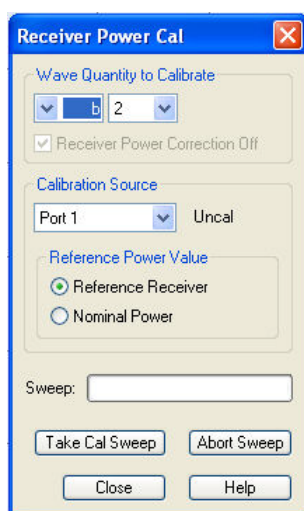 Receiver Power Cal
Wave Quantity to Calibrate
b 2
Receiver Power Correction Off
Calibration Source
Port 1 Uncal
Reference Power Value
Reference Receiver
Nominal Power
Sweep:
Take Cal Sweep Abort Sweep
Close Help